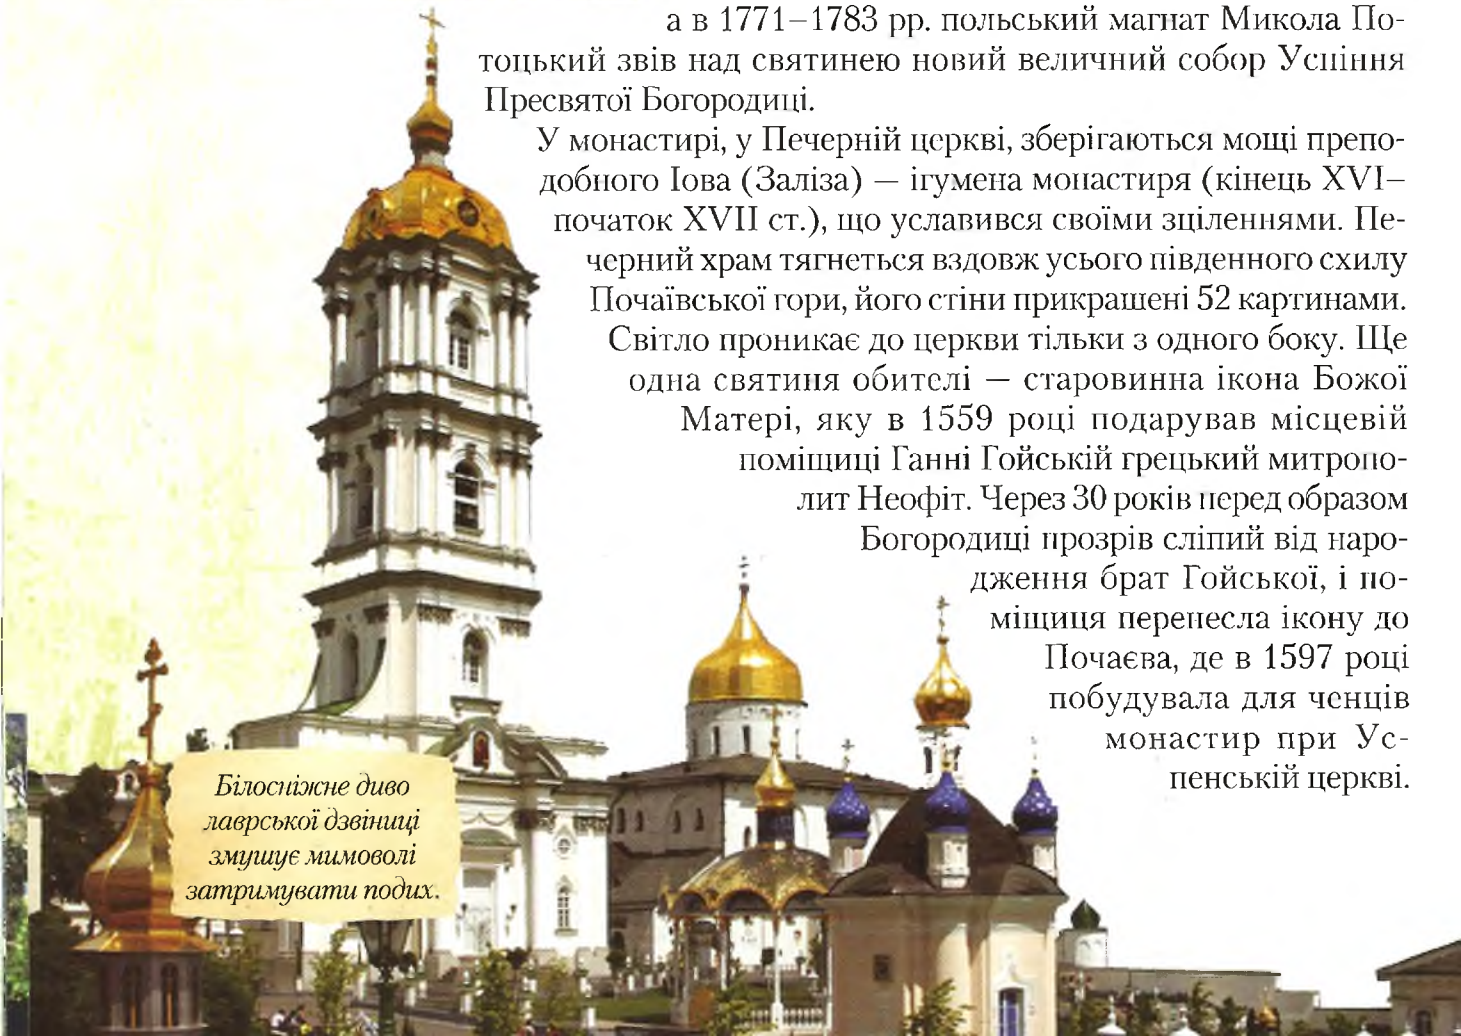 а в 1771–1783 рр. польський магнат Микола По-
тоцький звів над святинею новий величний собор Успіння
Пресвятої Богородиці.
У монастирі, у Печерній церкві, зберігаються мощі препо-
добного Іова (Заліза) — ігумена монастиря (кінець XVI–
початок XVII ст.), що уславився своїми зціленнями. Пе-
черний храм тягнеться вздовж усього південного схилу
Почаївської гори, його стіни прикрашені 52 картинами.
Світло проникає до церкви тільки з одного боку. Ще
одна святиня обителі — старовинна ікона Божої
Матері, яку в 1559 році подарував місцевій
поміщиці Ганні Гойській грецький митропо-
лит Неофіт. Через 30 років перед образом
Богородиці прозрів сліпий від наро-
дження брат Гойської, і по-
міщиця перенесла ікону до
Почаєва, де в 1597 році
побудувала для ченців
монастир при Ус-
пенській церкві.
Білосніжне диво
лаврської дзвіниці
змушує мимоволі
затримувати подих.